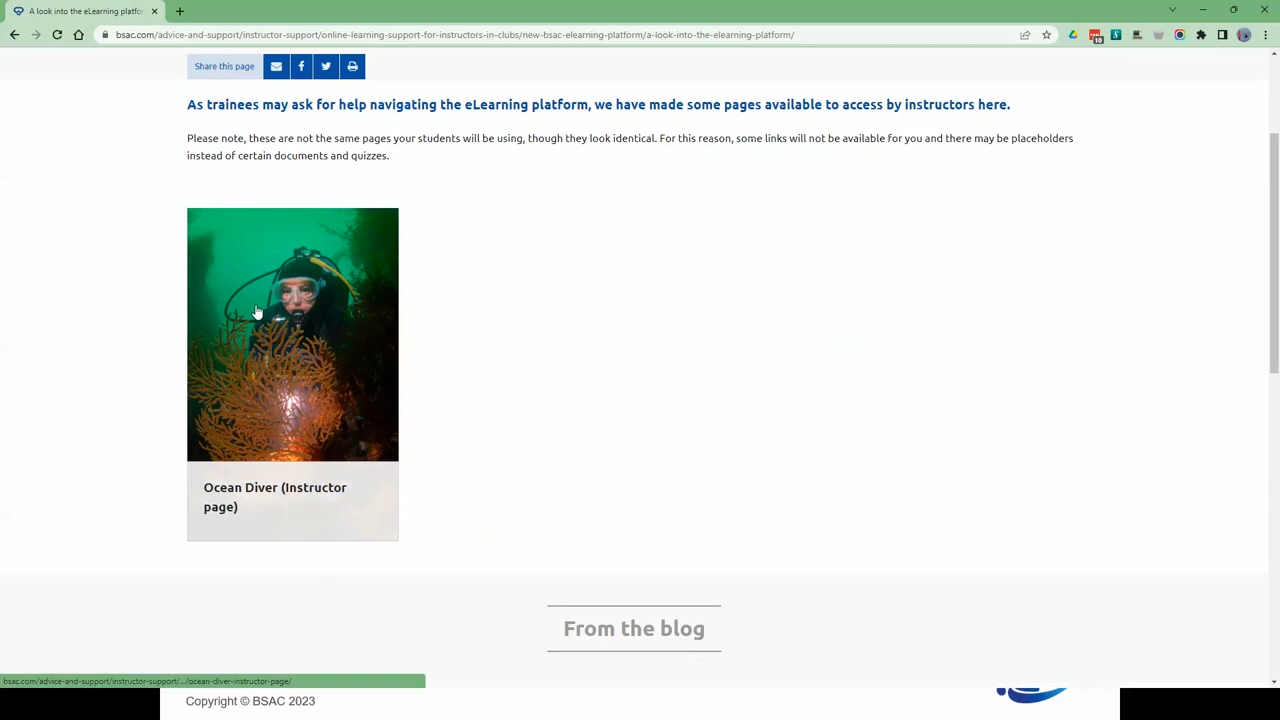 A look into the eLearning platfo
bsac.com/advice-and-support/instructor-support/online-learning-support-for-instructors-in-clubs/new-bsac-elearning-platform/a-look-into-the-elearning-platform/
10
Share this page
As trainees may ask for help navigating the eLearning platform, we have made some pages available to access by instructors here.
Please note, these are not the same pages your students will be using, though they look identical. For this reason, some links will not be available for you and there may be placeholders
instead of certain documents and quizzes.
Ocean Diver (Instructor
page)
From the blog
bsac.com/advice-and-support/instructor-support/.../ocean-diver-instructor-page/
Copyright © BSAC 2023